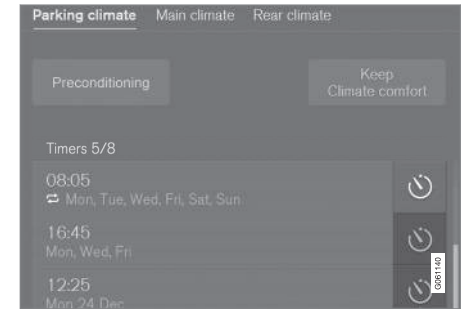 Parking climate Main climate Rear climate
Preconditioning
Keep
Climate comfort
Timers 5/8
08:05
Mon, Tue, Wed, Fri, Sat, Sun
16:45
Mon, Wed, Fri
12:25
Mon 24 Dec
G061140